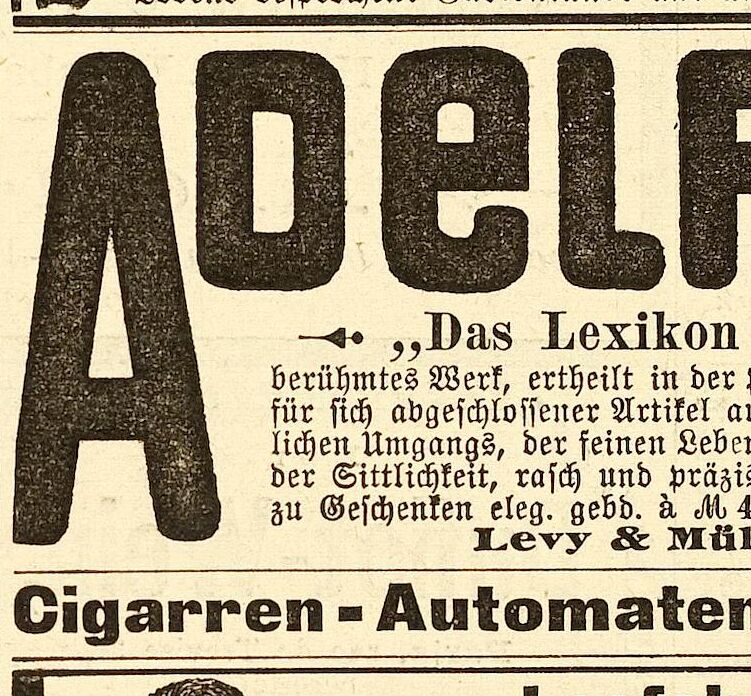 ADeLF
„Das Lexikon
berühmtes Werk, ertheilt in der
für sich abgeschlossener Artikel
lichen Umgangs, der feinen Leben
der Sittlichkeit, rasch und präzis
zu Geschenken eleg. gebd. à M 4
Levy & Mül
Cigarren-Automaten